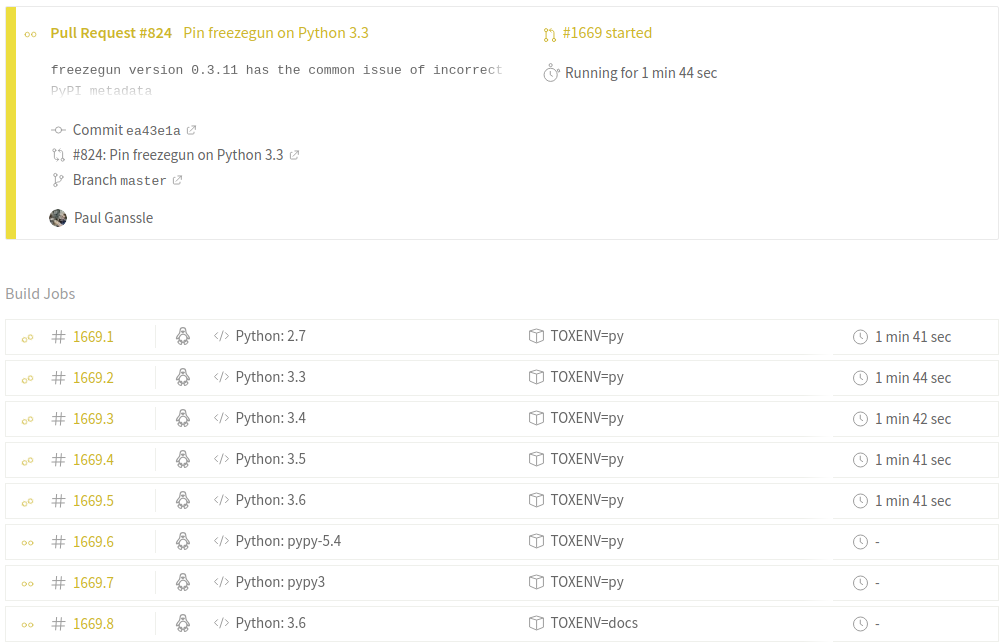 Pull Request #824 Pin freezegun on Python 3.3
#1669 started
freezegun version 0.3.11 has the common issue of incorrect
PyPI metadata
Running for 1 min 44 sec
Commit ea43e1a
#824: Pin freezegun on Python 3.3
Branch master
Paul Ganssle
Build Jobs
# 1669.1 </> Python: 2.7 TOXENV=py 1 min 41 sec
# 1669.2 </> Python: 3.3 TOXENV=py 1 min 44 sec
# 1669.3 </> Python: 3.4 TOXENV=py 1 min 42 sec
# 1669.4 </> Python: 3.5 TOXENV=py 1 min 41 sec
# 1669.5 </> Python: 3.6 TOXENV=py 1 min 41 sec
# 1669.6 </> Python: pypy-5.4 TOXENV=py -
# 1669.7 </> Python: pypy3 TOXENV=py -
# 1669.8 </> Python: 3.6 TOXENV=docs -